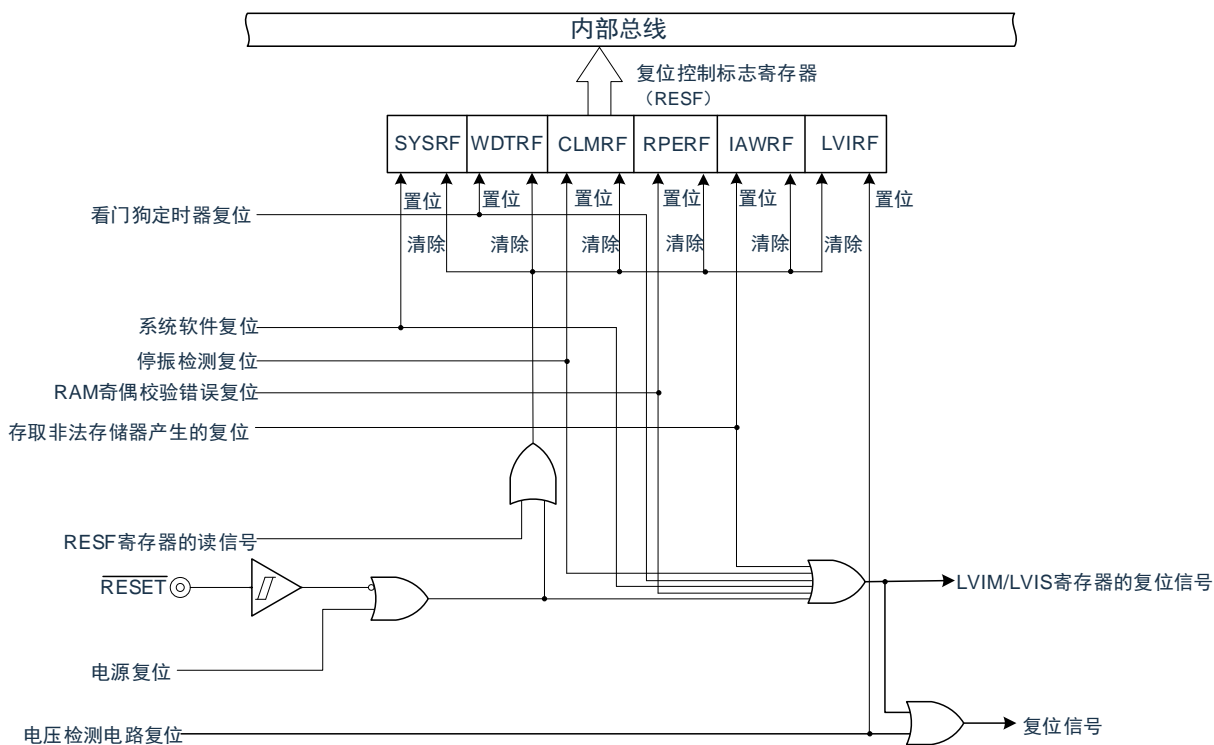 内部总线
复位控制标志寄存器
（RESF）
SYSRF WDTRF CLMRF RPERF IAWRF LVIRF
置位 置位 置位 置位 置位 置位
看门狗定时器复位
清除 清除 清除 清除 清除
系统软件复位
停振检测复位
RAM奇偶校验错误复位
存取非法存储器产生的复位
RESF寄存器的读信号
RESET
LVIM/LVIS寄存器的复位信号
电源复位
电压检测电路复位
复位信号